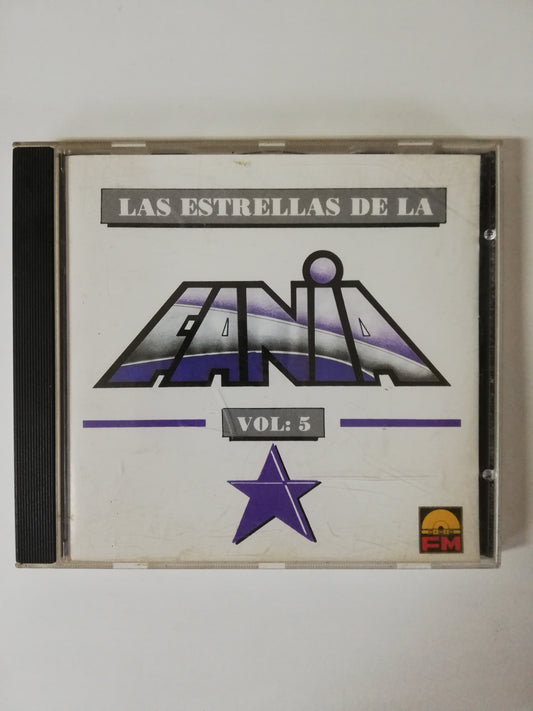 LAS ESTRELLAS DE LA
FANiA
VOL: 5
FM